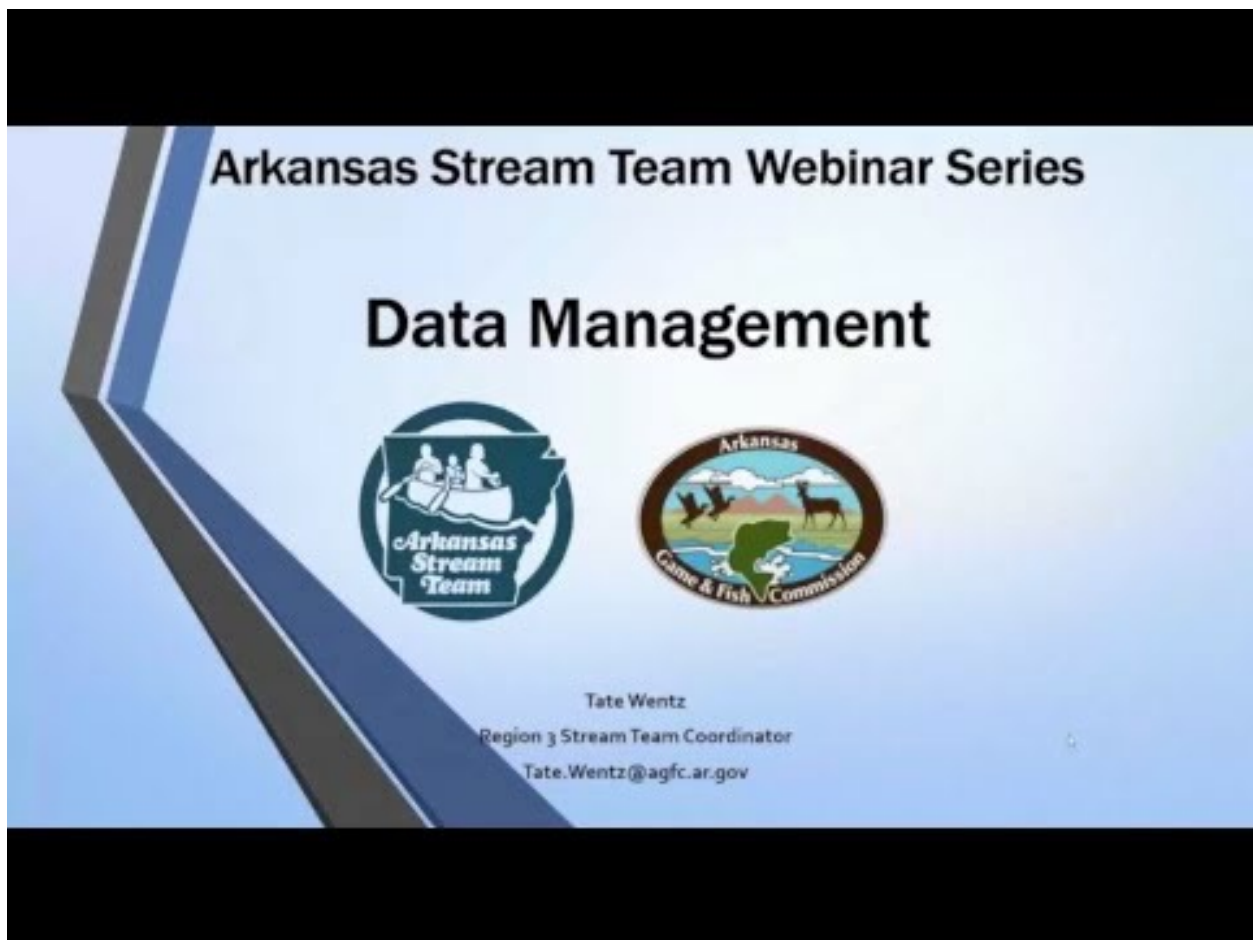 Arkansas Stream Team Webinar Series
Data Management
Arkansas
Stream
Team
Arkansas
Game & Fish Commission
Tate Wentz
Region 3 Stream Team Coordinator
Tate.Wentz@agfc.ar.gov